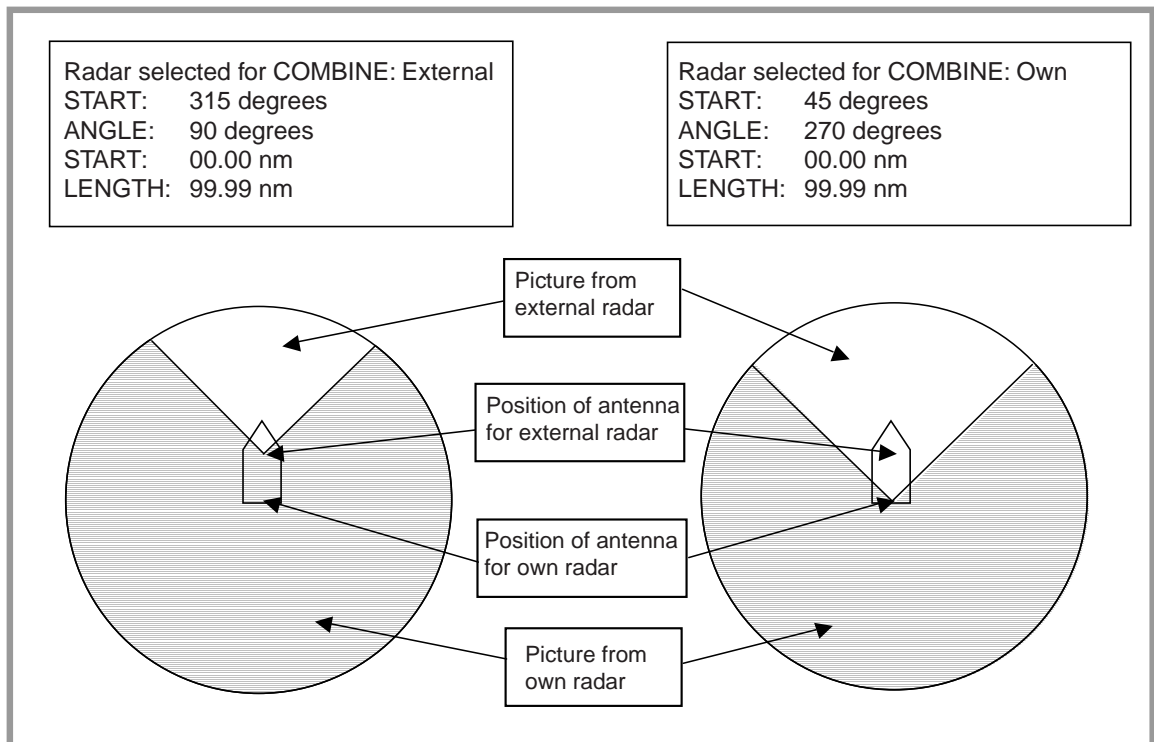 Radar selected for COMBINE: External
START: 315 degrees
ANGLE: 90 degrees
START: 00.00 nm
LENGTH: 99.99 nm
Radar selected for COMBINE: Own
START: 45 degrees
ANGLE: 270 degrees
START: 00.00 nm
LENGTH: 99.99 nm
Picture from
external radar
Position of antenna
for external radar
Position of antenna
for own radar
Picture from
own radar